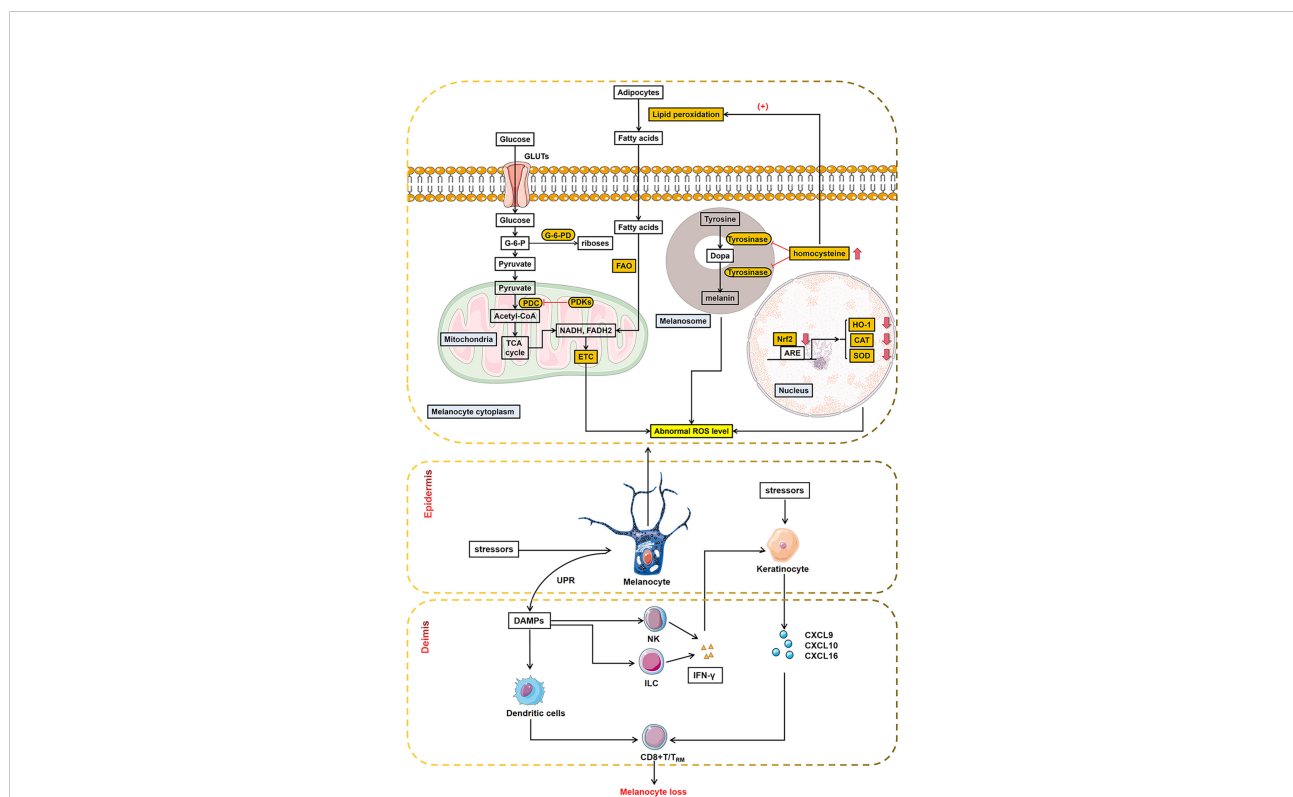 Adipocytes
Lipid peroxidation
(+)
Glucose
Fatty acids
GLUTs
Glucose
Fatty acids
G-6-P
G-6-PD
riboses
FAO
Pyruvate
Pyruvate
PDC
PDKs
Acetyl-CoA
Mitochondria
TCA
cycle
NADH, FADH2
ETC
Tyrosine
Tyrosinase
Dopa
Tyrosinase
melanin
Melanosome
homocysteine
Nrf2
ARE
HO-1
CAT
SOD
Nucleus
Melanocyte cytoplasm
Abnormal ROS level
Epidermis
stressors
stressors
Melanocyte
Keratinocyte
UPR
Deimis
DAMPs
NK
ILC
IFN-γ
CXCL9
CXCL10
CXCL16
Dendritic cells
CD8+T/TRM
Melanocyte loss